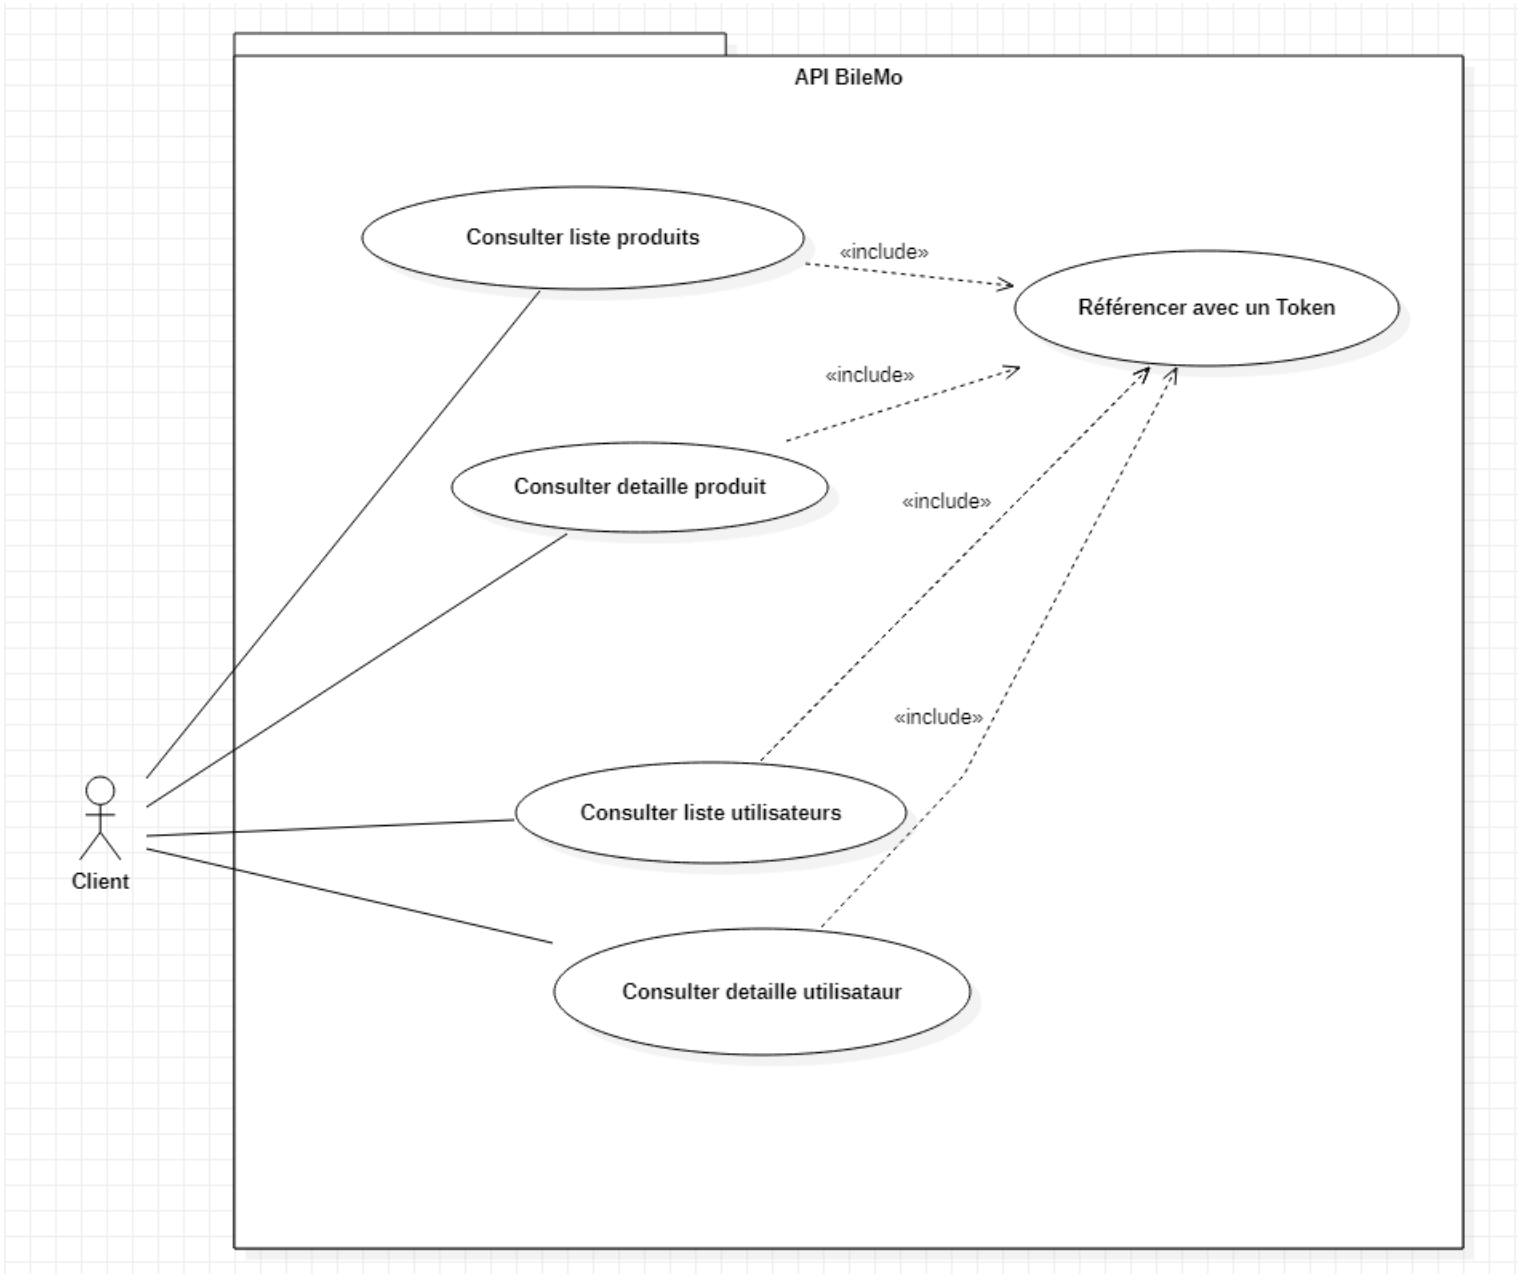 API BileMo
Consulter liste produits
«include»
Référencer avec un Token
«include»
Consulter detaille produit
«include»
«include»
Consulter liste utilisateurs
Client
Consulter detaille utilisataur